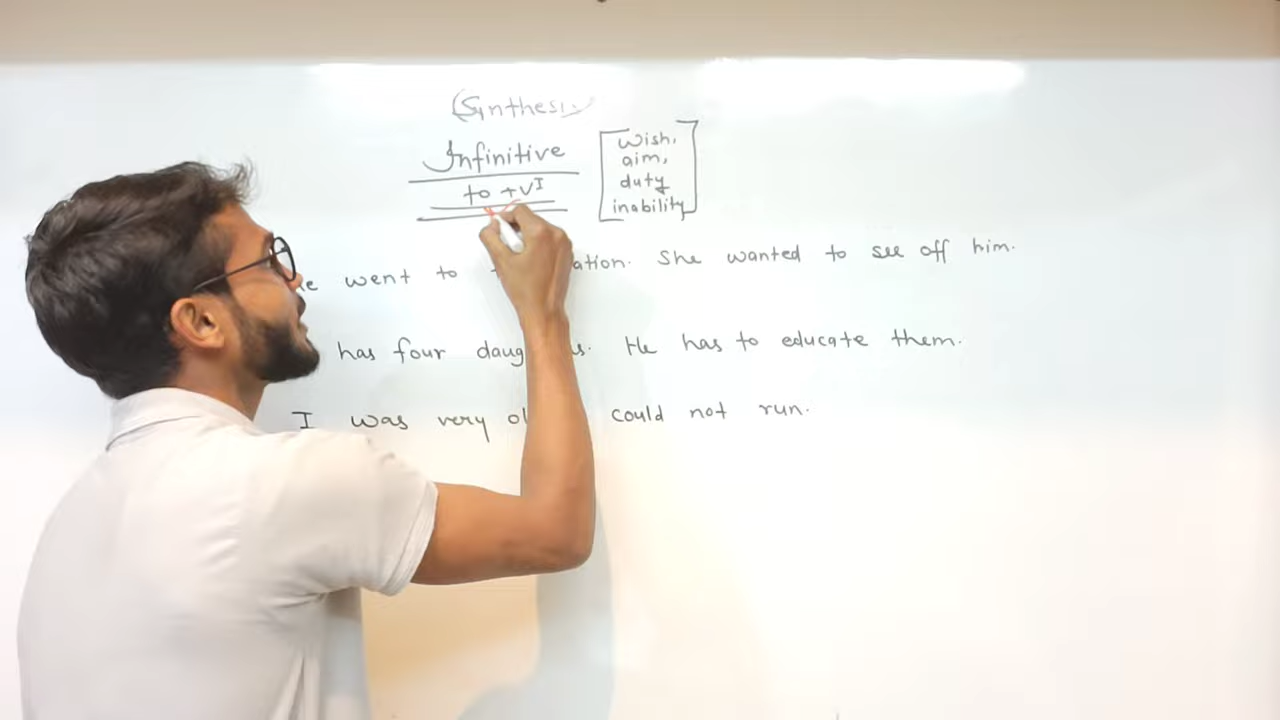 (Synthesis)
Infinitive
to + V I
[wish,
aim,
duty
inability]
went to ation. She wanted to see off him.
has four daug s. He has to educate them.
I was very ol could not run.